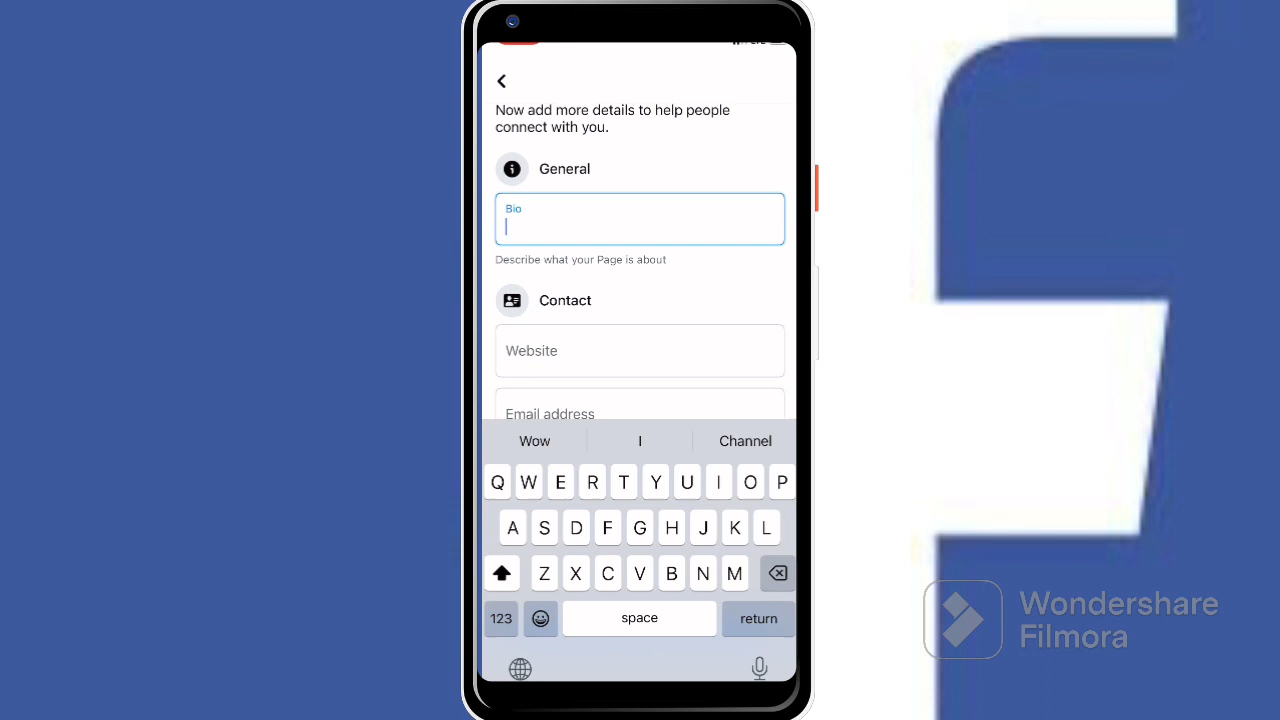 Now add more details to help people
connect with you.
General
Bio
Describe what your Page is about
Contact
Website
Email address
Wow I Channel
Q W E R T Y U I O P
A S D F G H J K L
Z X C V B N M
123 space return
Wondershare
Filmora